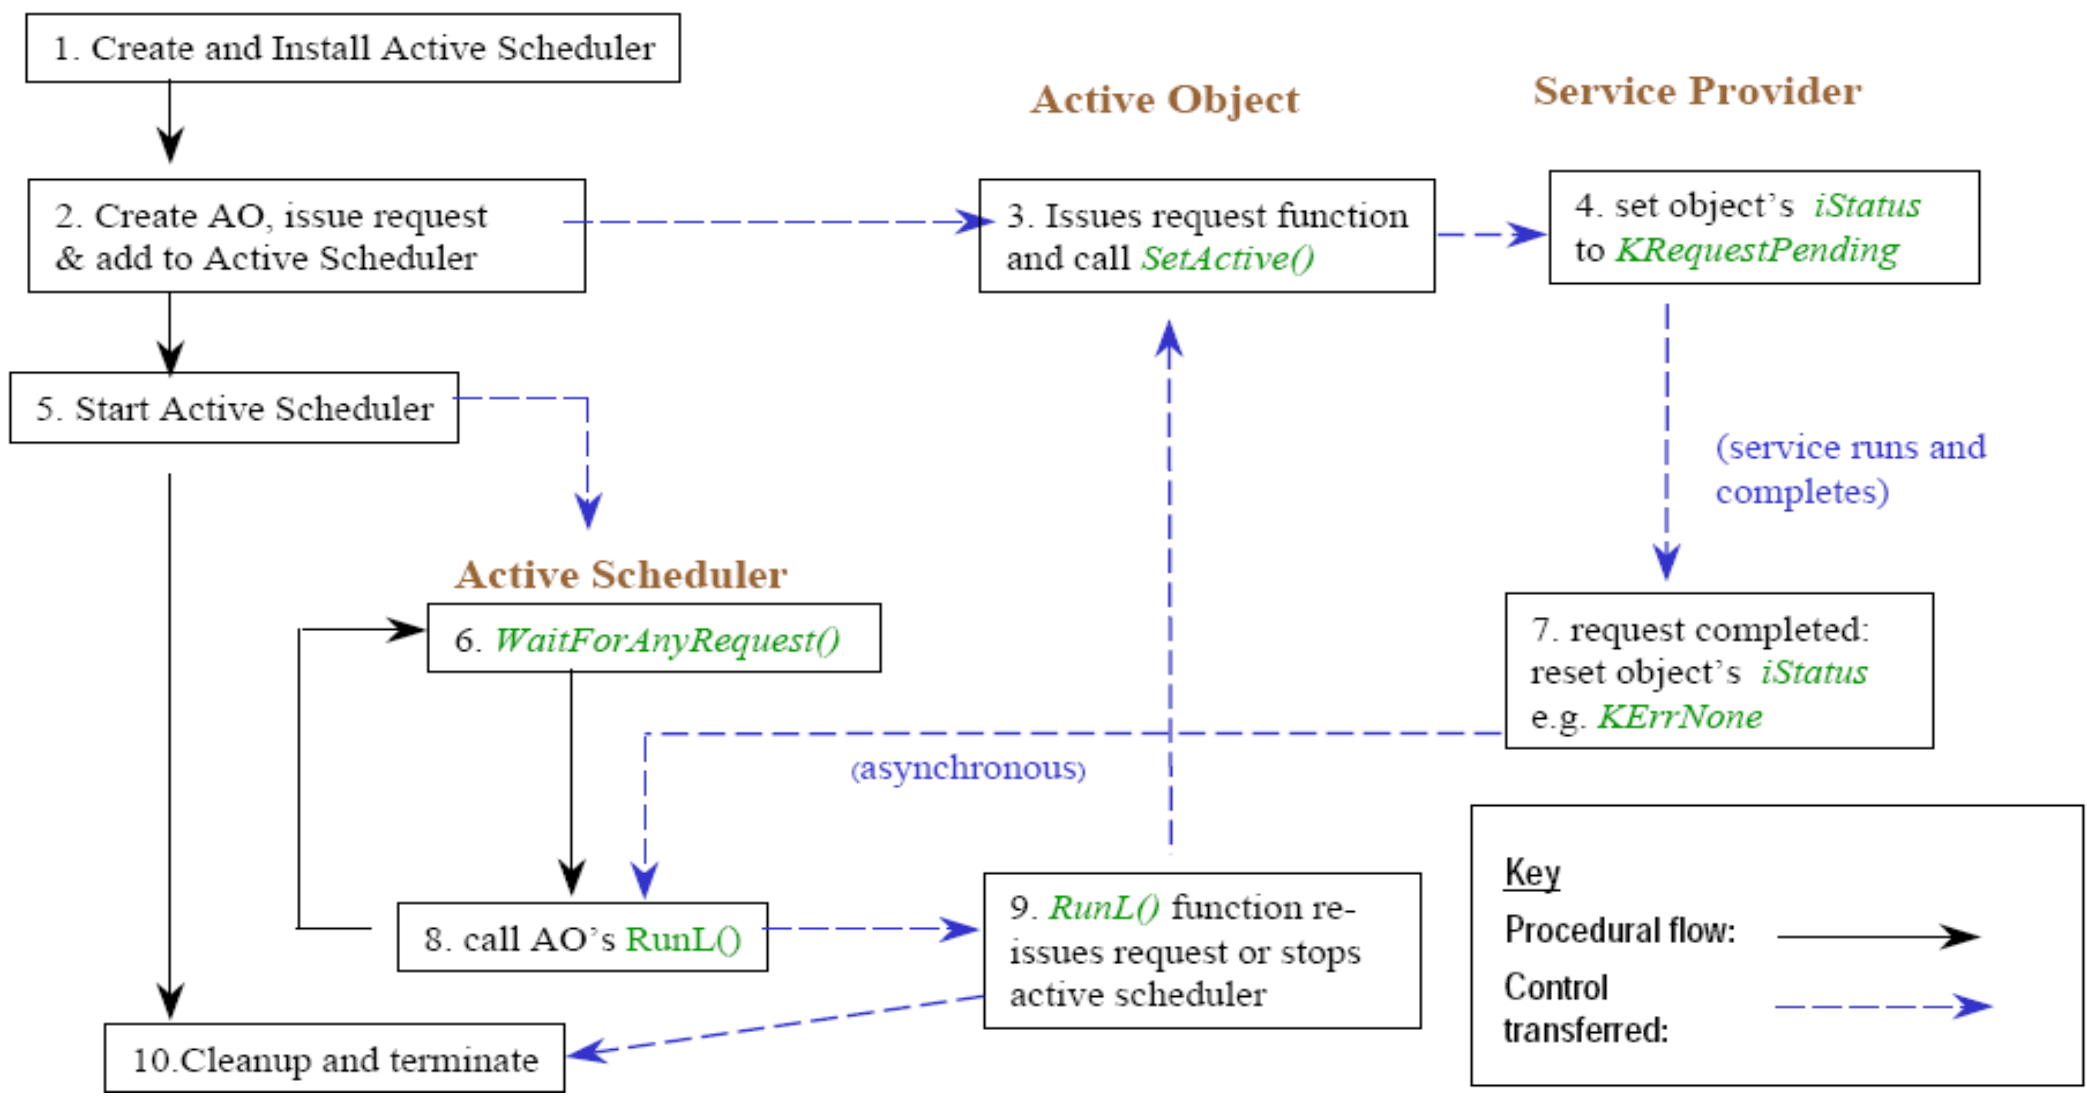 1. Create and Install Active Scheduler
Active Object
Service Provider
2. Create AO, issue request
& add to Active Scheduler
3. Issues request function
and call SetActive()
4. set object’s iStatus
to KRequestPending
5. Start Active Scheduler
(service runs and
completes)
Active Scheduler
6. WaitForAnyRequest()
7. request completed:
reset object’s iStatus
e.g. KErrNone
(asynchronous)
8. call AO’s RunL()
9. RunL() function re-
issues request or stops
active scheduler
10.Cleanup and terminate
Key
Procedural flow:
Control
transferred: